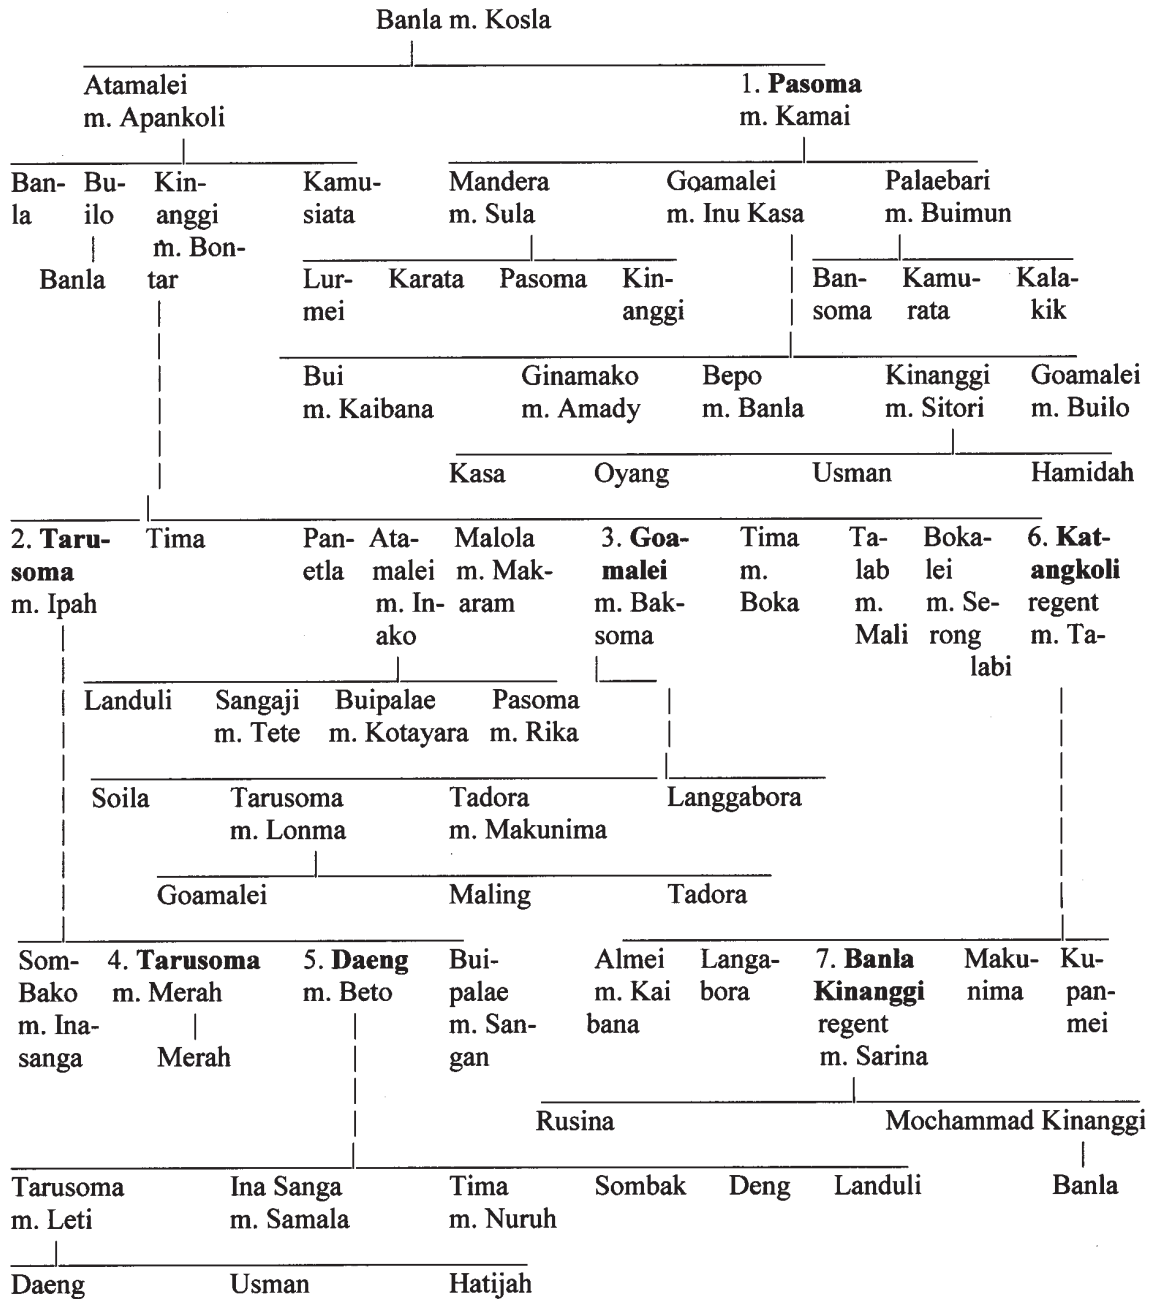 Banla m. Kosla
Atamalei 1. Pasoma
m. Apankoli m. Kamai
Ban- Bu- Kin- Kamu- Mandera Goamalei Palaebari
la ilo anggi siata m. Sula m. Inu Kasa m. Buimun
m. Bon-
Banla tar Lur- Karata Pasoma Kin- Ban- Kamu- Kala-
mei anggi soma rata kik
Bui Ginamako Bepo Kinanggi Goamalei
m. Kaibana m. Amady m. Banla m. Sitori m. Builo
Kasa Oyang Usman Hamidah
2. Taru- Tima Pan- Ata- Malola 3. Goa- Tima Ta- Boka- 6. Kat-
soma etla malei m. Mak- malei m. lab lei angkoli
m. Ipah m. In- aram m. Bak- Boka m. m. Se- regent
ako soma Mali rong m. Ta-
labi
Landuli Sangaji Buipalae Pasoma
m. Tete m. Kotayara m. Rika
Soila Tarusoma Tadora Langgabora
m. Lonma m. Makunima
Goamalei Maling Tadora
Som- 4. Tarusoma 5. Daeng Bui- Almei Langa- 7. Banla Maku- Ku-
Bako m. Merah m. Beto palae m. Kai bora Kinanggi nima pan-
m. Ina- m. San- bana regent mei
sanga Merah gan m. Sarina
Rusina Mochammad Kinanggi
Tarusoma Ina Sanga Tima Sombak Deng Landuli Banla
m. Leti m. Samala m. Nuruh
Daeng Usman Hatijah